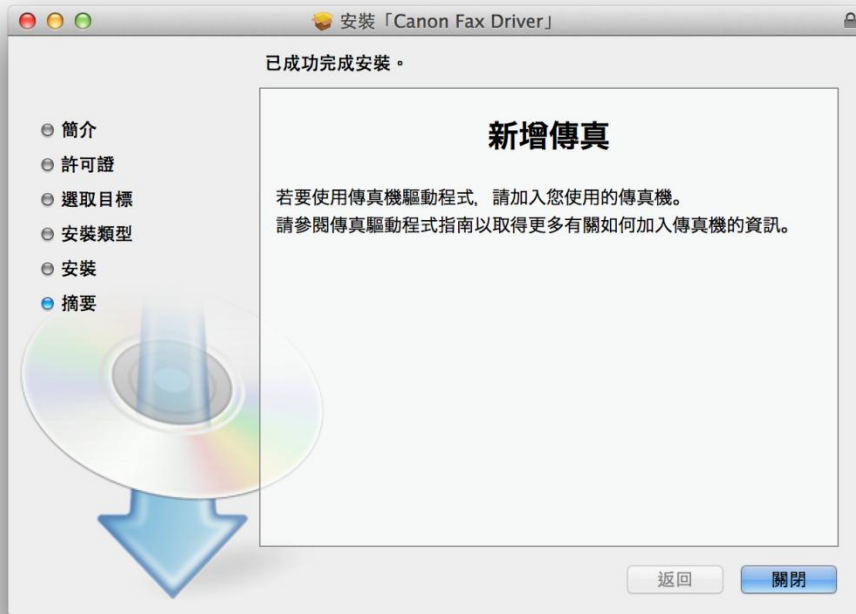 安裝「Canon Fax Driver」
已成功完成安裝。
簡介
許可證
選取目標
安裝類型
安裝
摘要
新增傳真
若要使用傳真機驅動程式，請加入您使用的傳真機。
請參閱傳真驅動程式指南以取得更多有關如何加入傳真機的資訊。
返回
關閉